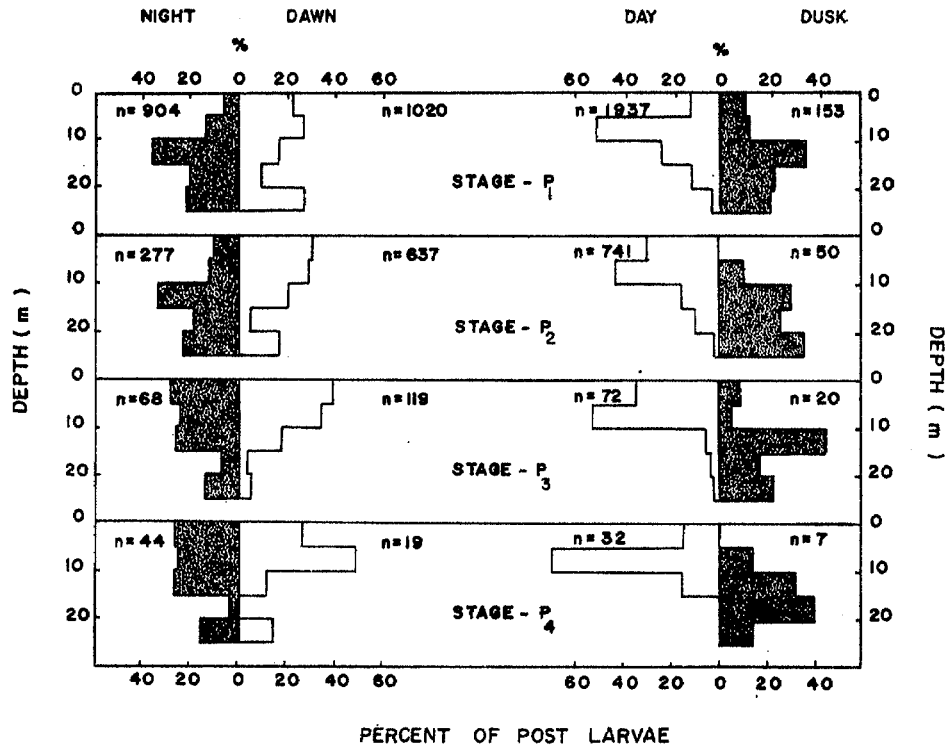 NIGHT DAWN DAY DUSK
% %
40 20 0 20 40 60 60 40 20 0 20 40
0 n=904 n=1020 n=1937 n=153 0
10 10
STAGE - P1
20 20
0 0
n=277 n=637 n=741 n=50
10 10
STAGE - P2
20 20
0 0
n=68 n=119 n=72 n=20
10 10
STAGE - P3
20 20
0 0
n=44 n=19 n=32 n=7
10 10
STAGE - P4
20 20
40 20 0 20 40 60 60 40 20 0 20 40
DEPTH (m)
DEPTH (m)
PERCENT OF POST LARVAE